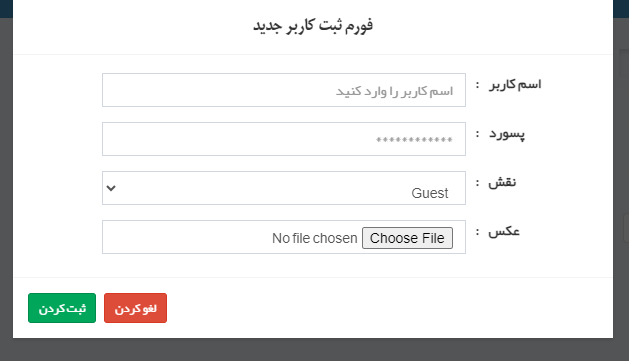 فورم ثبت کاربر جدید
اسم کاربر : اسم کاربر را وارد کنید
پسورد : ************
نقش : Guest
عکس : Choose File No file chosen
لغو کردن ثبت کردن